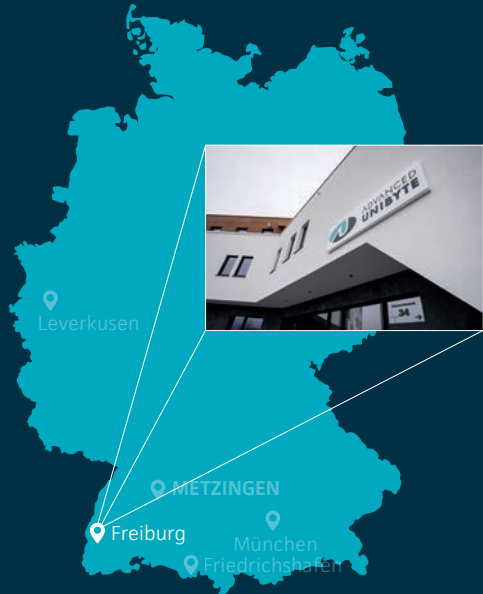 ADVANCED
UNIBYTE
34
Leverkusen
METZINGEN
Freiburg
München
Friedrichshafen